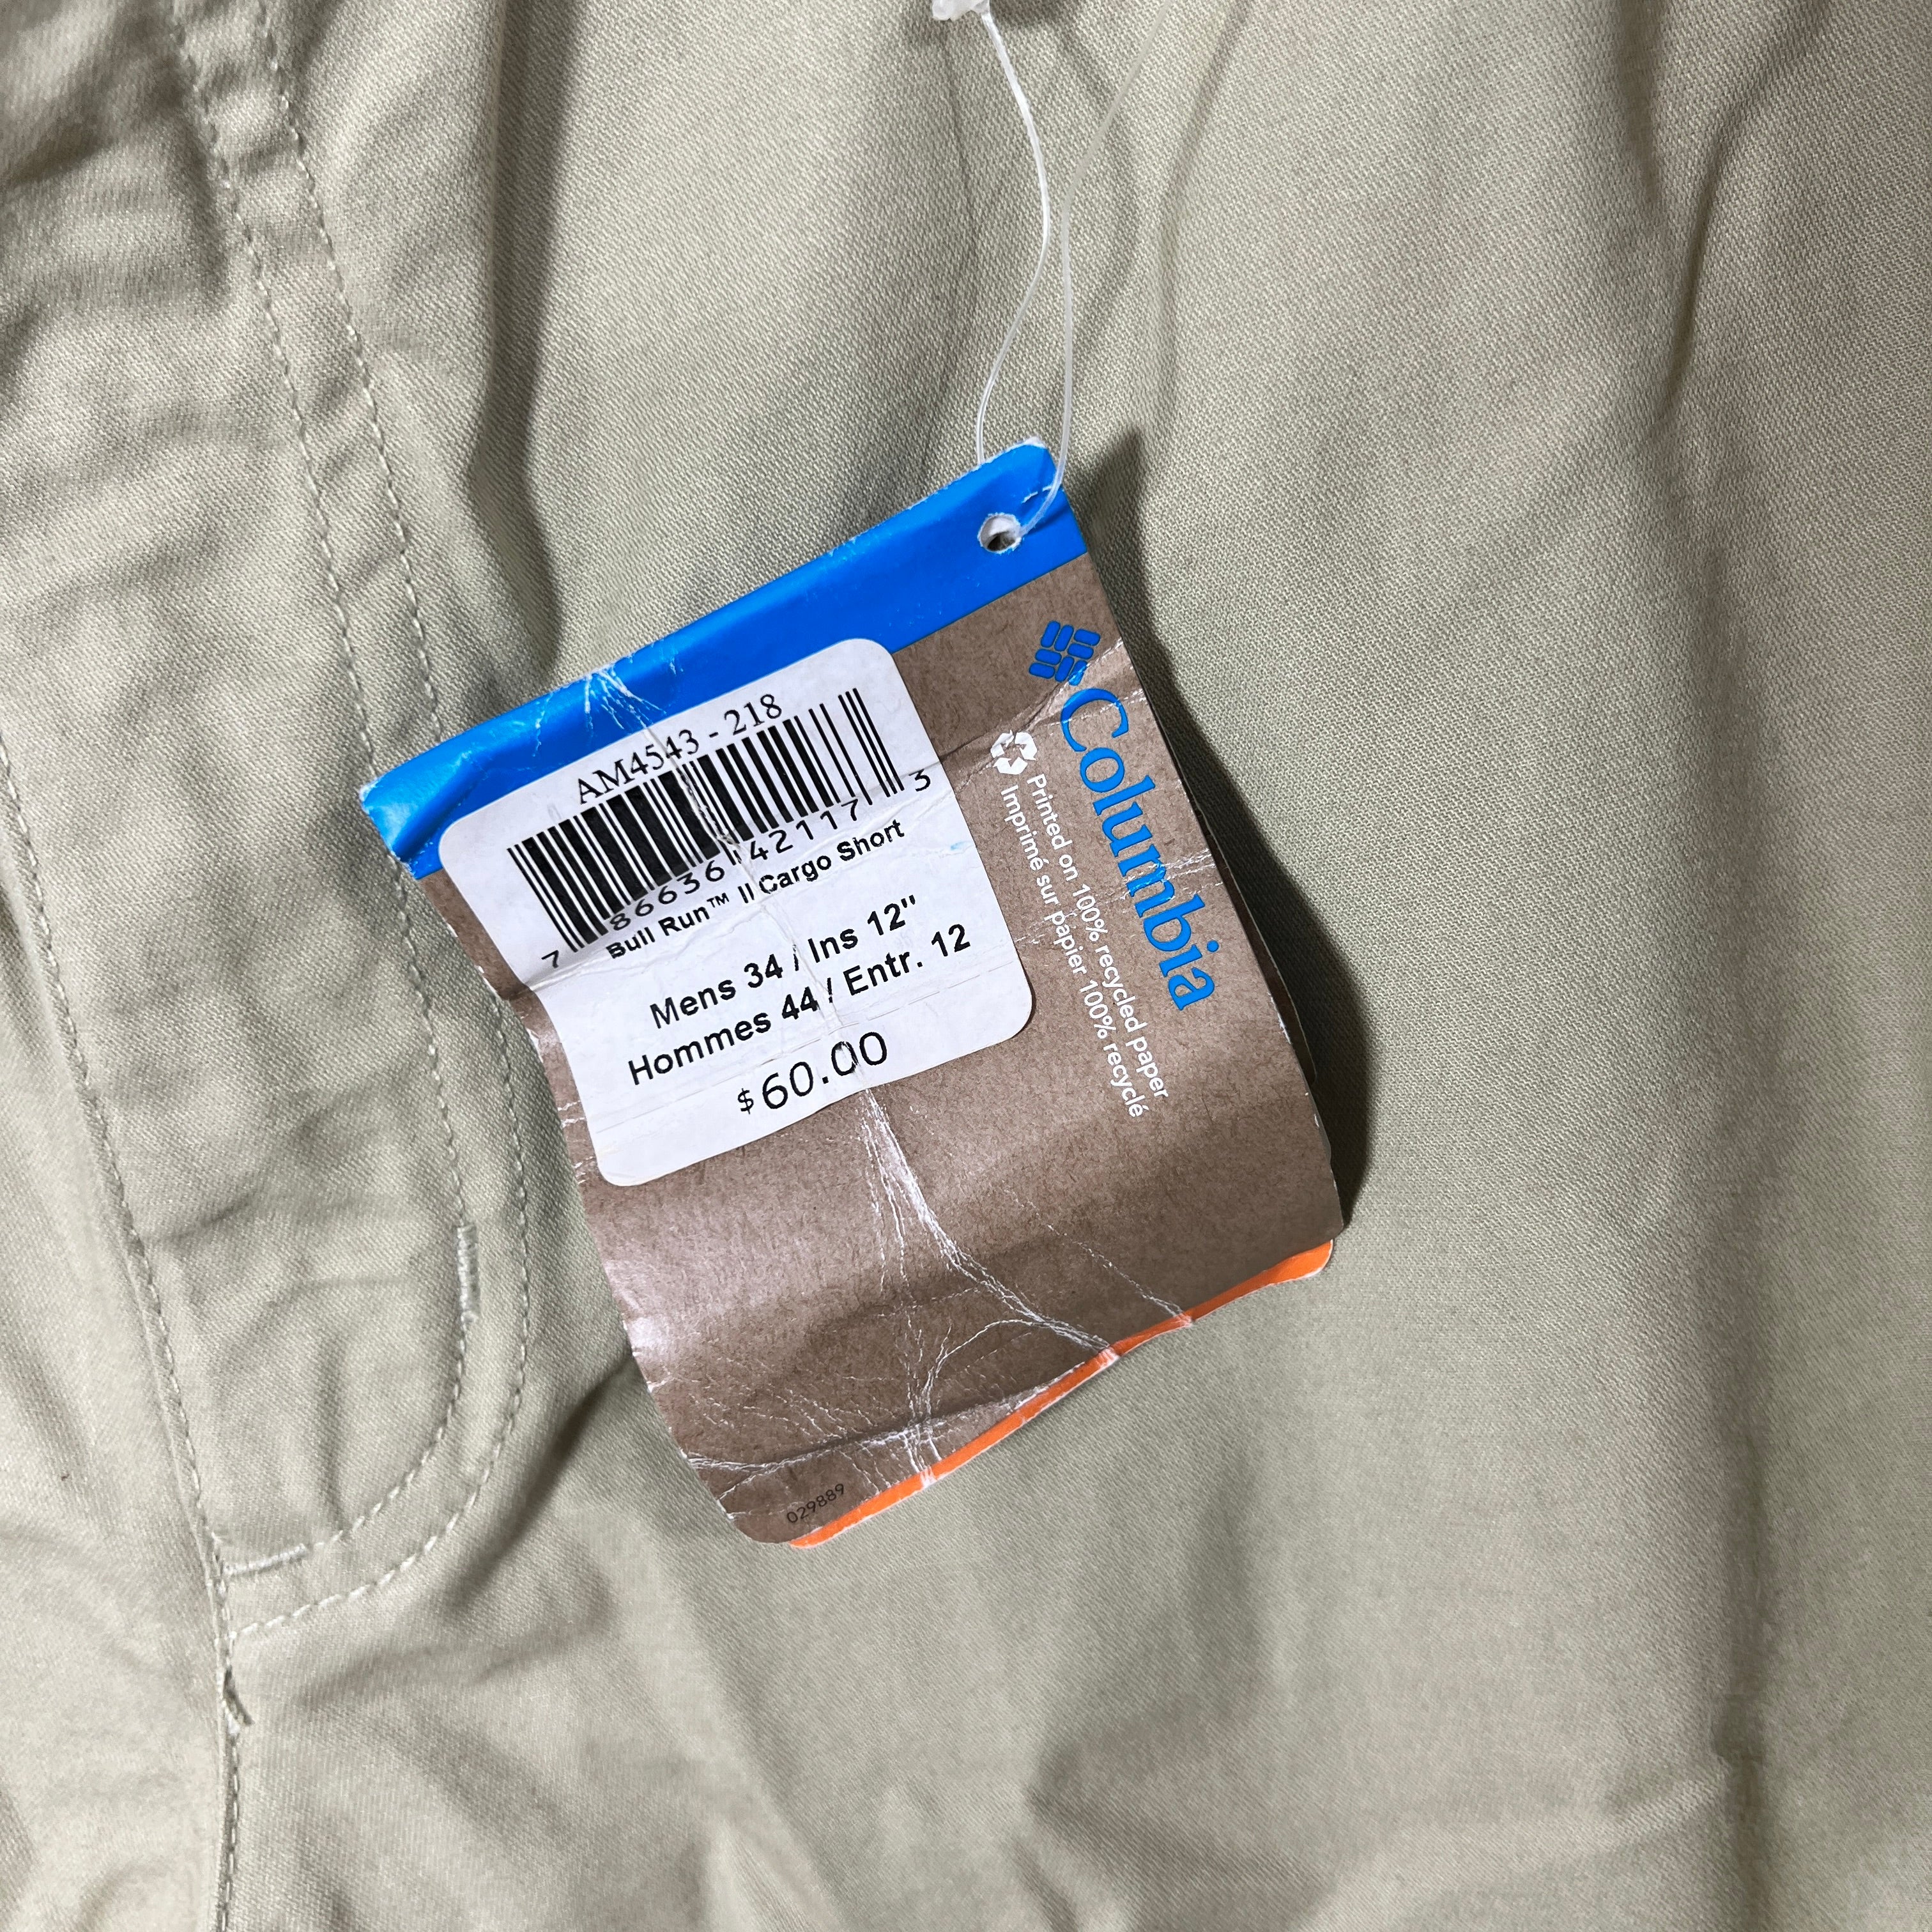 AM4543 - 218
7 86636 42117 3
Bull Run™ II Cargo Short
Mens 34 / Ins 12"
Hommes 44 / Entr. 12
$60.00
Columbia
Printed on 100% recycled paper
Imprimé sur papier 100% recyclé
029889